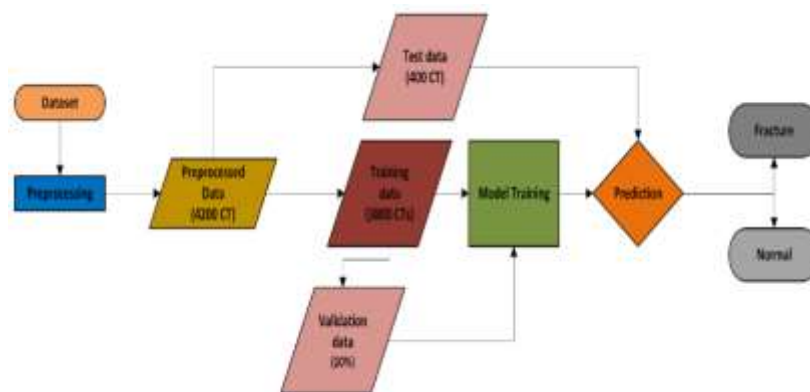 Test data
(400 CT)
Dataset
Fracture
Preprocessing
Preprocessed
Data
(4200 CT)
Training
data
(3800 CTs)
Model Training
Prediction
Normal
Validation
data